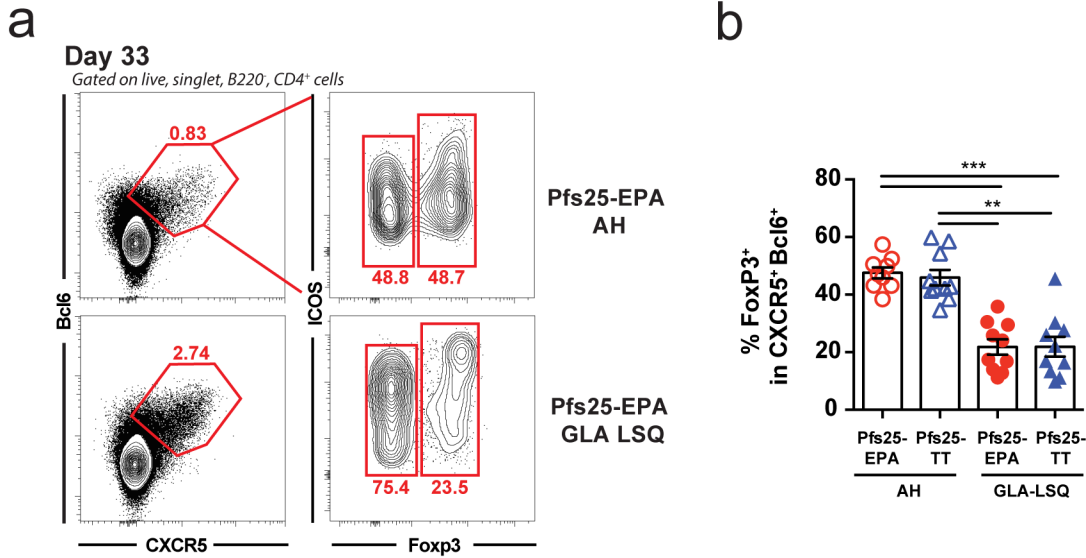 a
Day 33
Gated on live, singlet, B220-, CD4+ cells
Bcl6
0.83
ICOS
48.8
48.7
Pfs25-EPA
AH
2.74
75.4
23.5
Pfs25-EPA
GLA LSQ
CXCR5
Foxp3
b
% FoxP3+
in CXCR5+ Bcl6+
***
**
80
60
40
20
0
Pfs25-
EPA
Pfs25-
TT
Pfs25-
EPA
Pfs25-
TT
AH
GLA-LSQ